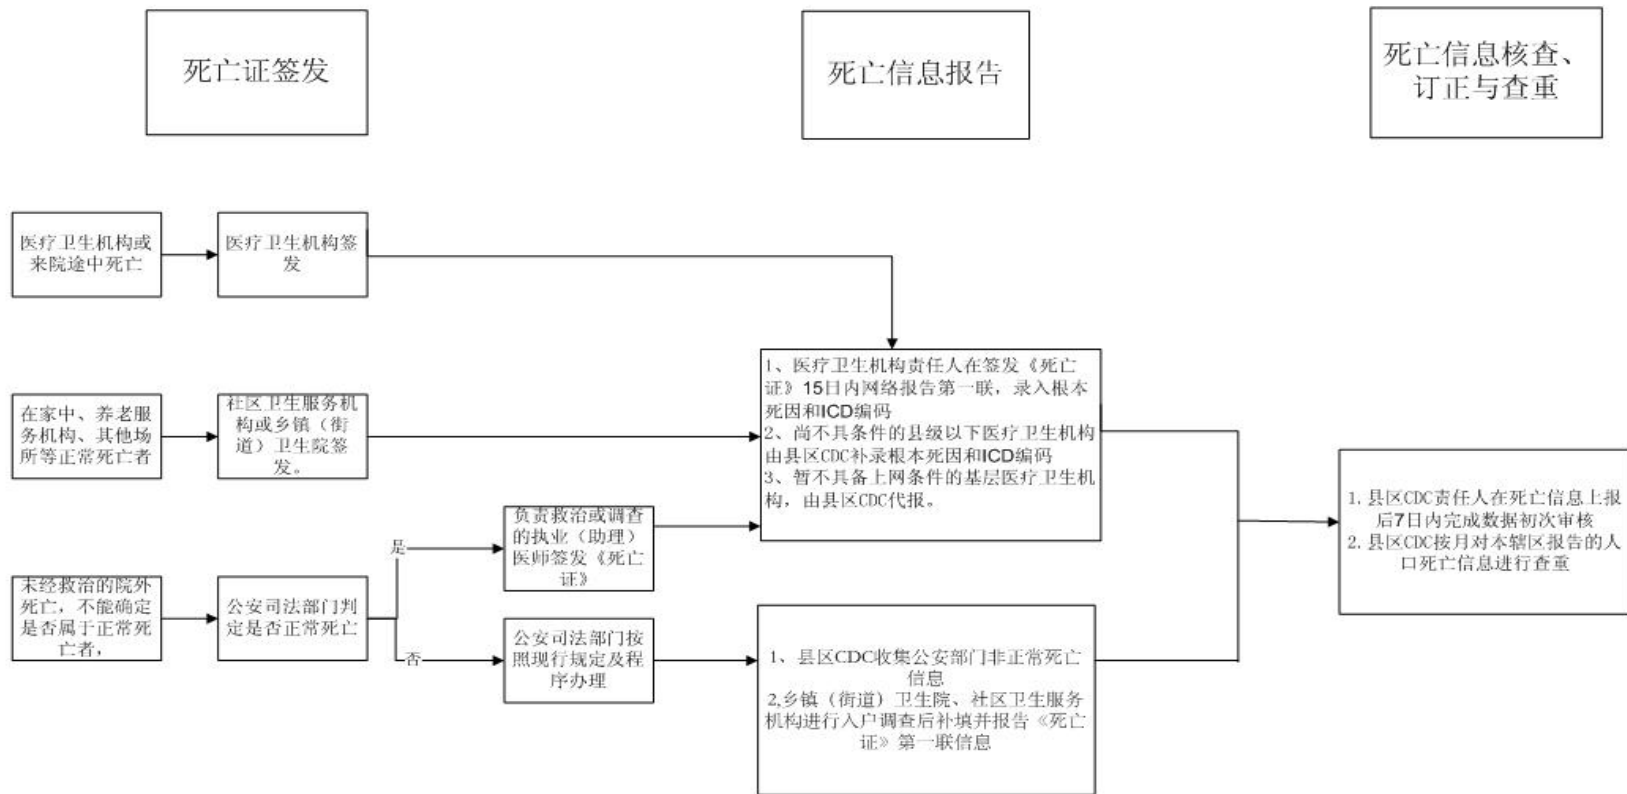 死亡证签发
死亡信息报告
死亡信息核查、
订正与查重
医疗卫生机构或
来院途中死亡
医疗卫生机构签
发
在家中、养老服
务机构、其他场
所等正常死亡者
社区卫生服务机
构或乡镇（街
道）卫生院签
发。
未经救治的院外
死亡，不能确定
是否属于正常死
亡者，
公安司法部门判
定是否正常死亡
是
否
负责救治或调查
的执业（助理）
医师签发《死亡
证》
公安司法部门按
照现行规定及程
序办理
1、医疗卫生机构责任人在签发《死亡
证》15日内网络报告第一联，录入根本
死因和ICD编码
2、尚不具条件的县级以下医疗卫生机构
由县区CDC补录根本死因和ICD编码
3、暂不具备上网条件的基层医疗卫生机
构，由县区CDC代报。
1、县区CDC收集公安部门非正常死亡
信息
2,乡镇（街道）卫生院、社区卫生服务
机构进行入户调查后补填并报告《死亡
证》第一联信息
1. 县区CDC责任人在死亡信息上报
后7日内完成数据初次审核
2. 县区CDC按月对本辖区报告的人
口死亡信息进行查重